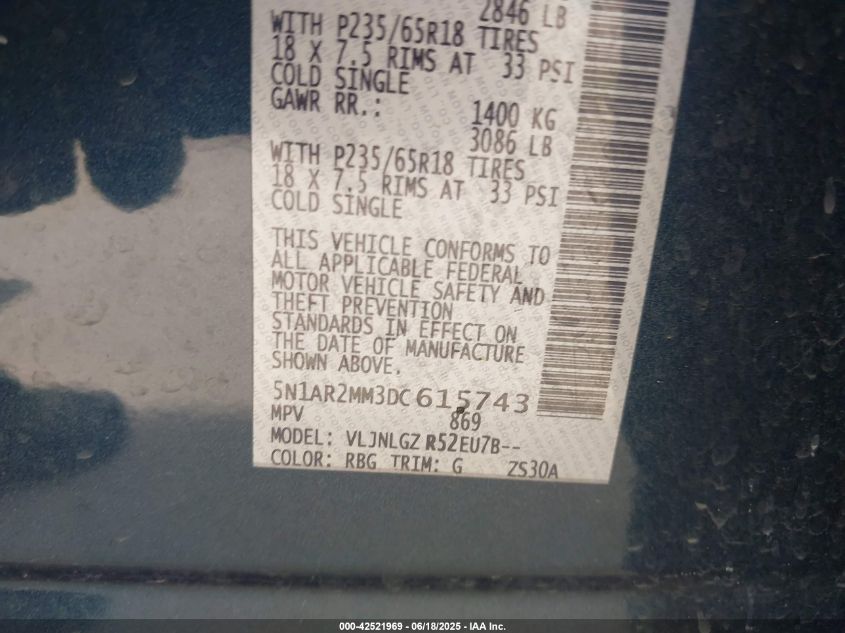 2846 LB
WITH P235/65R18 TIRES
18 X 7.5 RIMS AT 33 PSI
COLD SINGLE
GAWR RR.: 1400 KG
3086 LB
WITH P235/65R18 TIRES
18 X 7.5 RIMS AT 33 PSI
COLD SINGLE
THIS VEHICLE CONFORMS TO
ALL APPLICABLE FEDERAL
MOTOR VEHICLE SAFETY AND
THEFT PREVENTION
STANDARDS IN EFFECT ON
THE DATE OF MANUFACTURE
SHOWN ABOVE.
5N1AR2MM3DC615743
MPV 869
MODEL: VLJNLGZ R52EU7B--
COLOR: RBG TRIM: G ZS30A
000-42521969 - 06/18/2025 - IAA Inc.